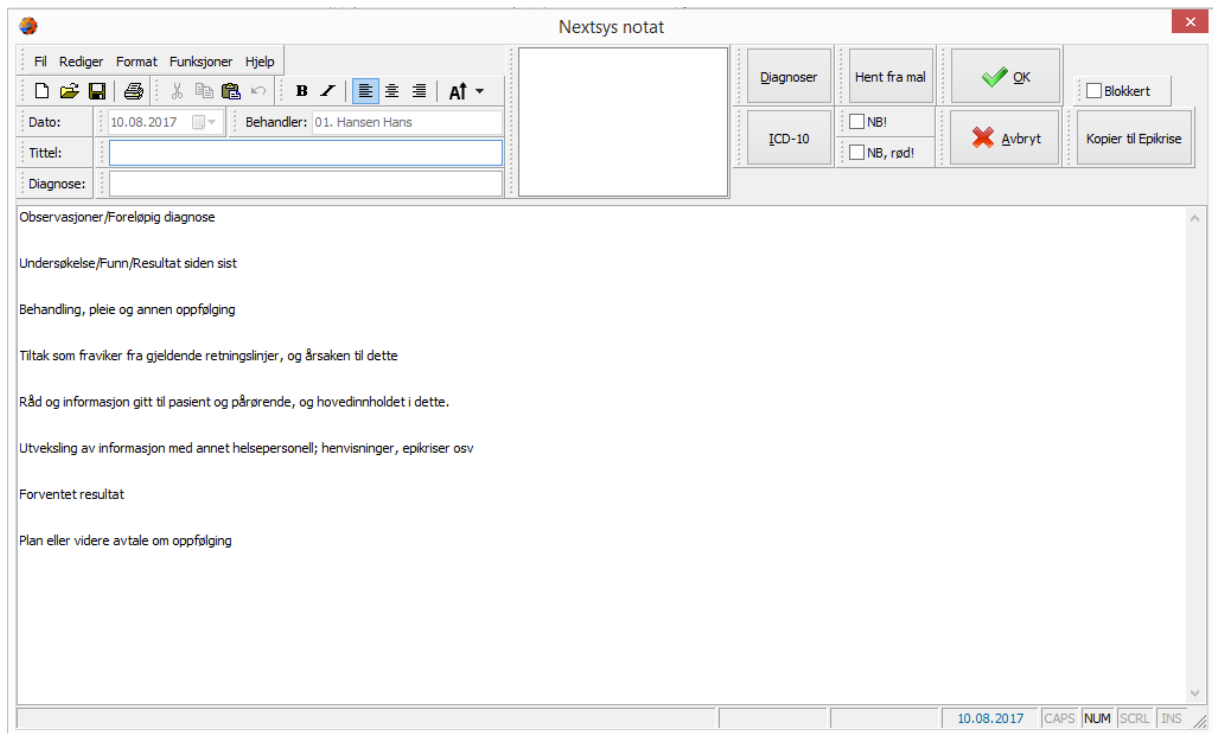 Nextsys notat
Fil Rediger Format Funksjoner Hjelp
B I A
Dato: 10.08.2017 Behandler: 01. Hansen Hans
Tittel:
Diagnose:
Diagnoser Hent fra mal OK Blokkert
ICD-10 NB! Avbryt Kopier til Epikrise
NB, rød!
Observasjoner/Foreløpig diagnose
Undersøkelse/Funn/Resultat siden sist
Behandling, pleie og annen oppfølging
Tiltak som fraviker fra gjeldende retningslinjer, og årsaken til dette
Råd og informasjon gitt til pasient og pårørende, og hovedinnholdet i dette.
Utveksling av informasjon med annet helsepersonell; henvisninger, epikriser osv
Forventet resultat
Plan eller videre avtale om oppfølging
10.08.2017 CAPS NUM SCRL INS